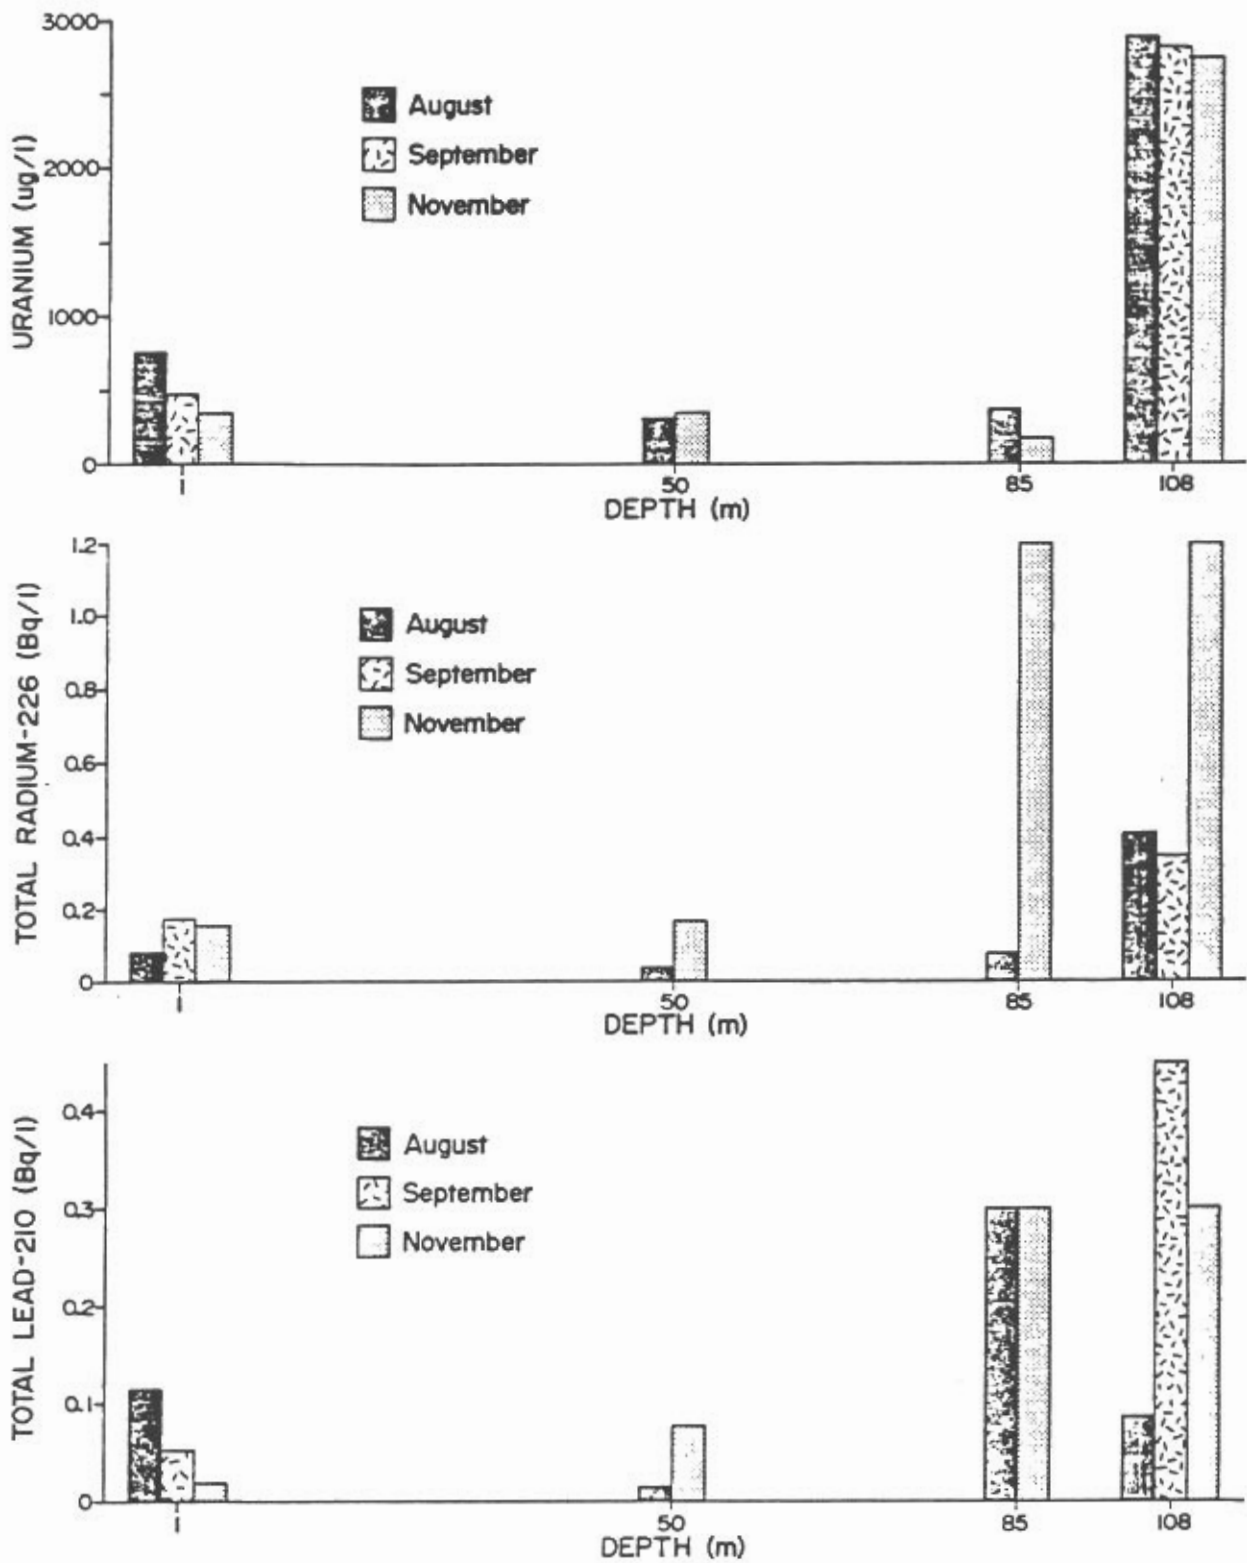 3000
2000
1000
0
URANIUM (ug/l)
August
September
November
1
50
85
108
DEPTH (m)
1.2
1.0
0.8
0.6
0.4
0.2
0
TOTAL RADIUM-226 (Bq/l)
August
September
November
1
50
85
108
DEPTH (m)
0.4
0.3
0.2
0.1
0
TOTAL LEAD-210 (Bq/l)
August
September
November
1
50
85
108
DEPTH (m)